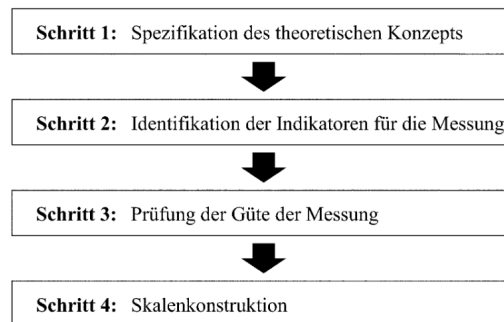 Schritt 1: Spezifikation des theoretischen Konzepts
Schritt 2: Identifikation der Indikatoren für die Messung
Schritt 3: Prüfung der Güte der Messung
Schritt 4: Skalenkonstruktion